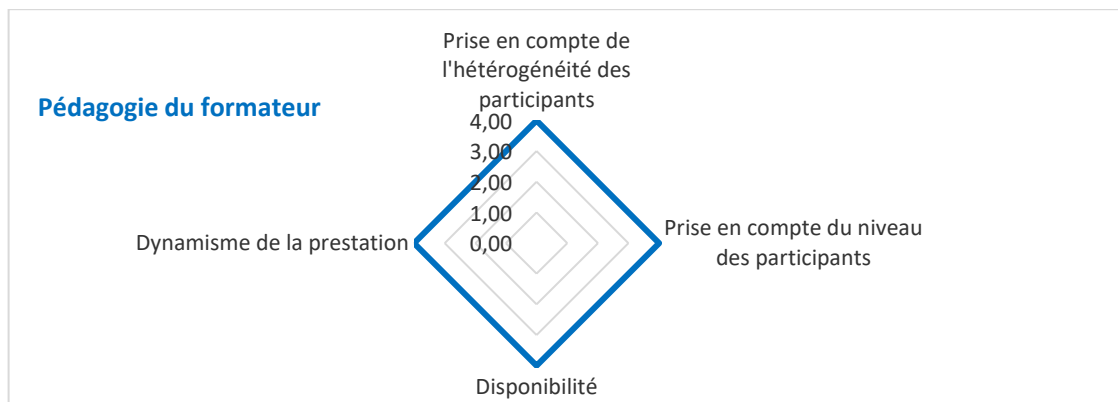 Prise en compte de
l'hétérogénéité des
participants
Pédagogie du formateur
4,00
3,00
2,00
1,00
0,00
Dynamisme de la prestation
Prise en compte du niveau
des participants
Disponibilité